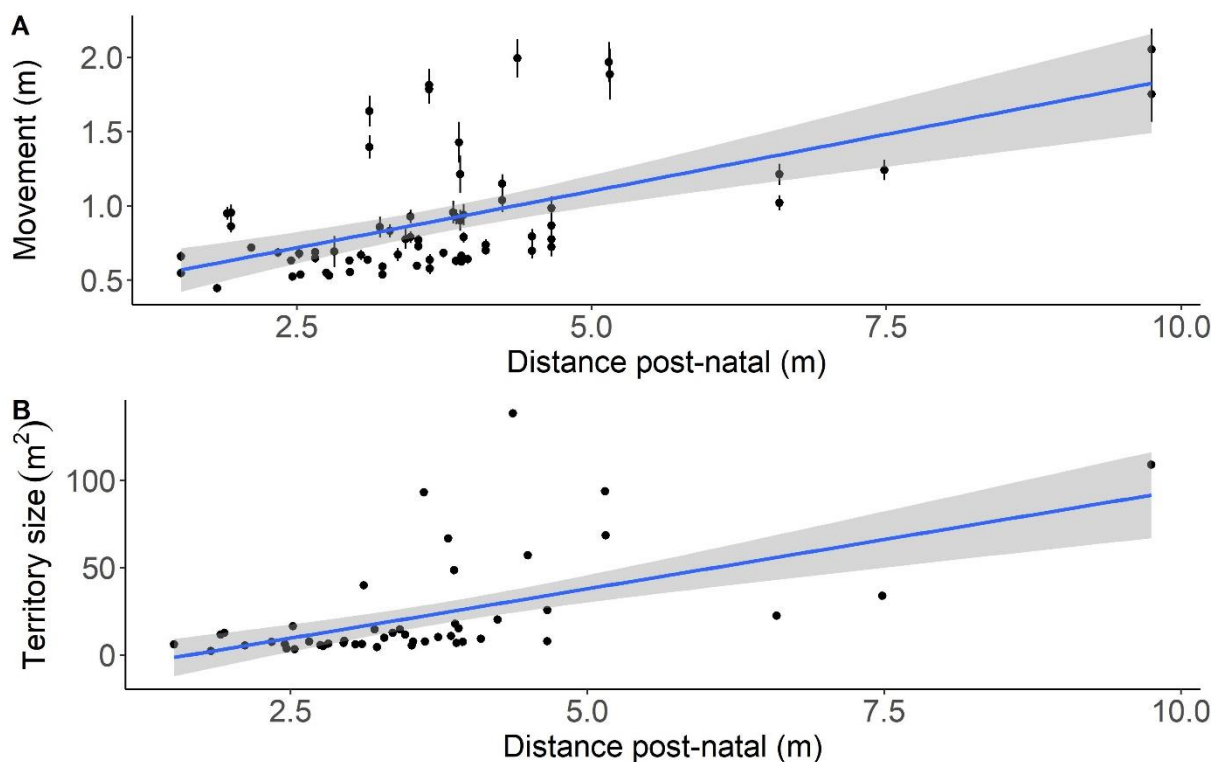 A
Movement (m)
2.0
1.5
1.0
0.5
2.5 5.0 7.5 10.0
Distance post-natal (m)
B
Territory size (m²)
100
50
0
2.5 5.0 7.5 10.0
Distance post-natal (m)